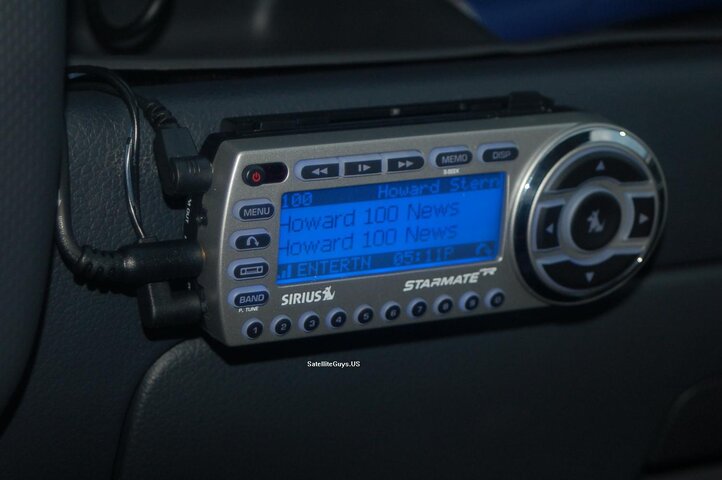 MEMO
DISP
S-SEEK
100 Howard Stern
MENU
Howard 100 News
Howard 100 News
ENTERTN 05:11P
BAND
P. TUNE
SIRIUS
STARMATE R
1 2 3 4 5 6 7 8 9 0
SatelliteGuys.US